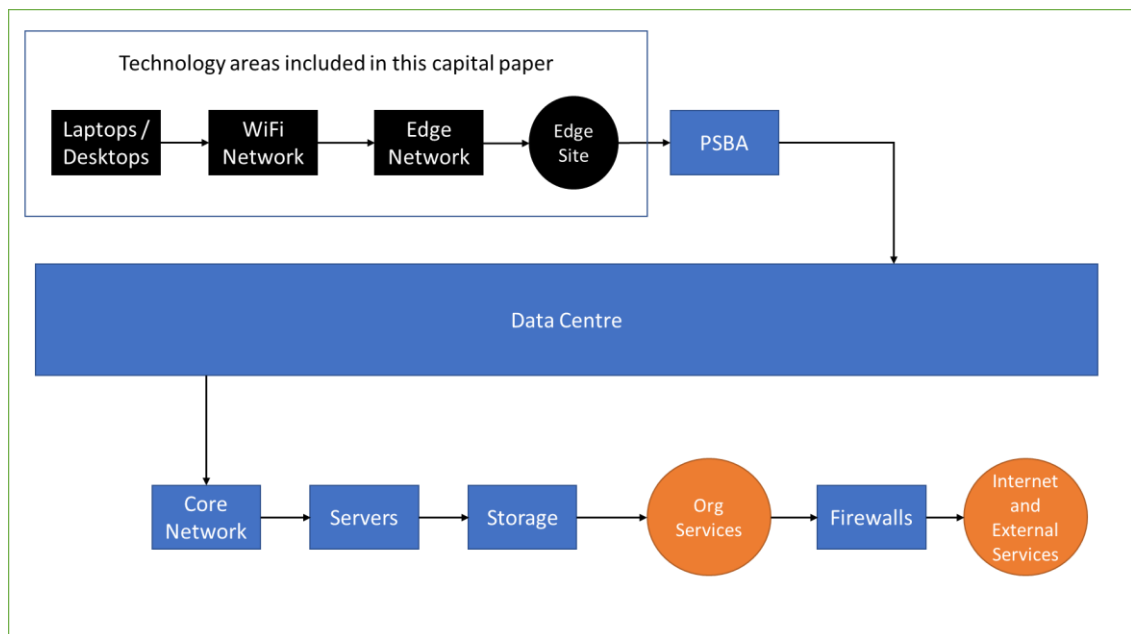 Technology areas included in this capital paper
Laptops /
Desktops
WiFi
Network
Edge
Network
Edge
Site
PSBA
Data Centre
Core
Network
Servers
Storage
Org
Services
Firewalls
Internet
and
External
Services